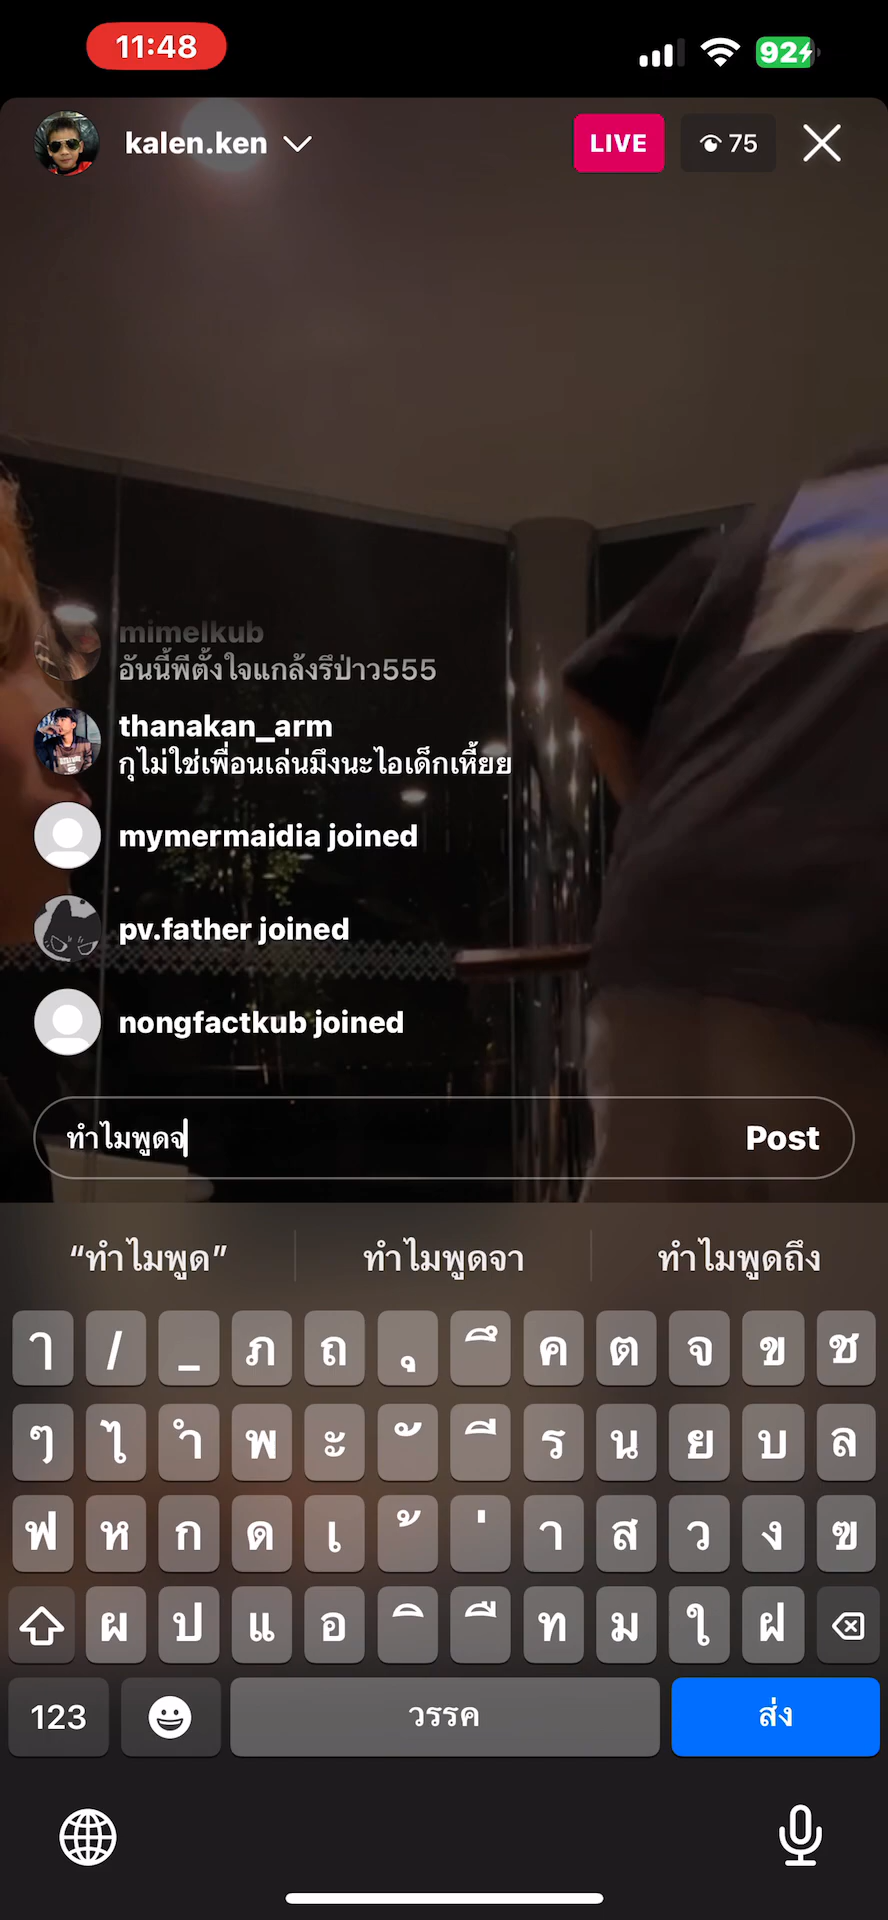 11:48
92
kalen.ken
LIVE
75
mimelkub
อันนี้พีตั้งใจแกล้งรึป่าว555
thanakan_arm
กุไม่ใช่เพื่อนเล่นมึงนะไอเด็กเหี้ยย
mymermaidia joined
pv.father joined
nongfactkub joined
ทำไมพูดจ
Post
“ทำไมพูด” ทำไมพูดจา ทำไมพูดถึง
ๅ / _ ภ ถ ุ ึ ค ต จ ข ช
ๆ ไ ำ พ ะ ั ี ร น ย บ ล
ฟ ห ก ด เ ้ ่ า ส ว ง ฃ
ผ ป แ อ ิ ื ท ม ใ ฝ
123 วรรค ส่ง